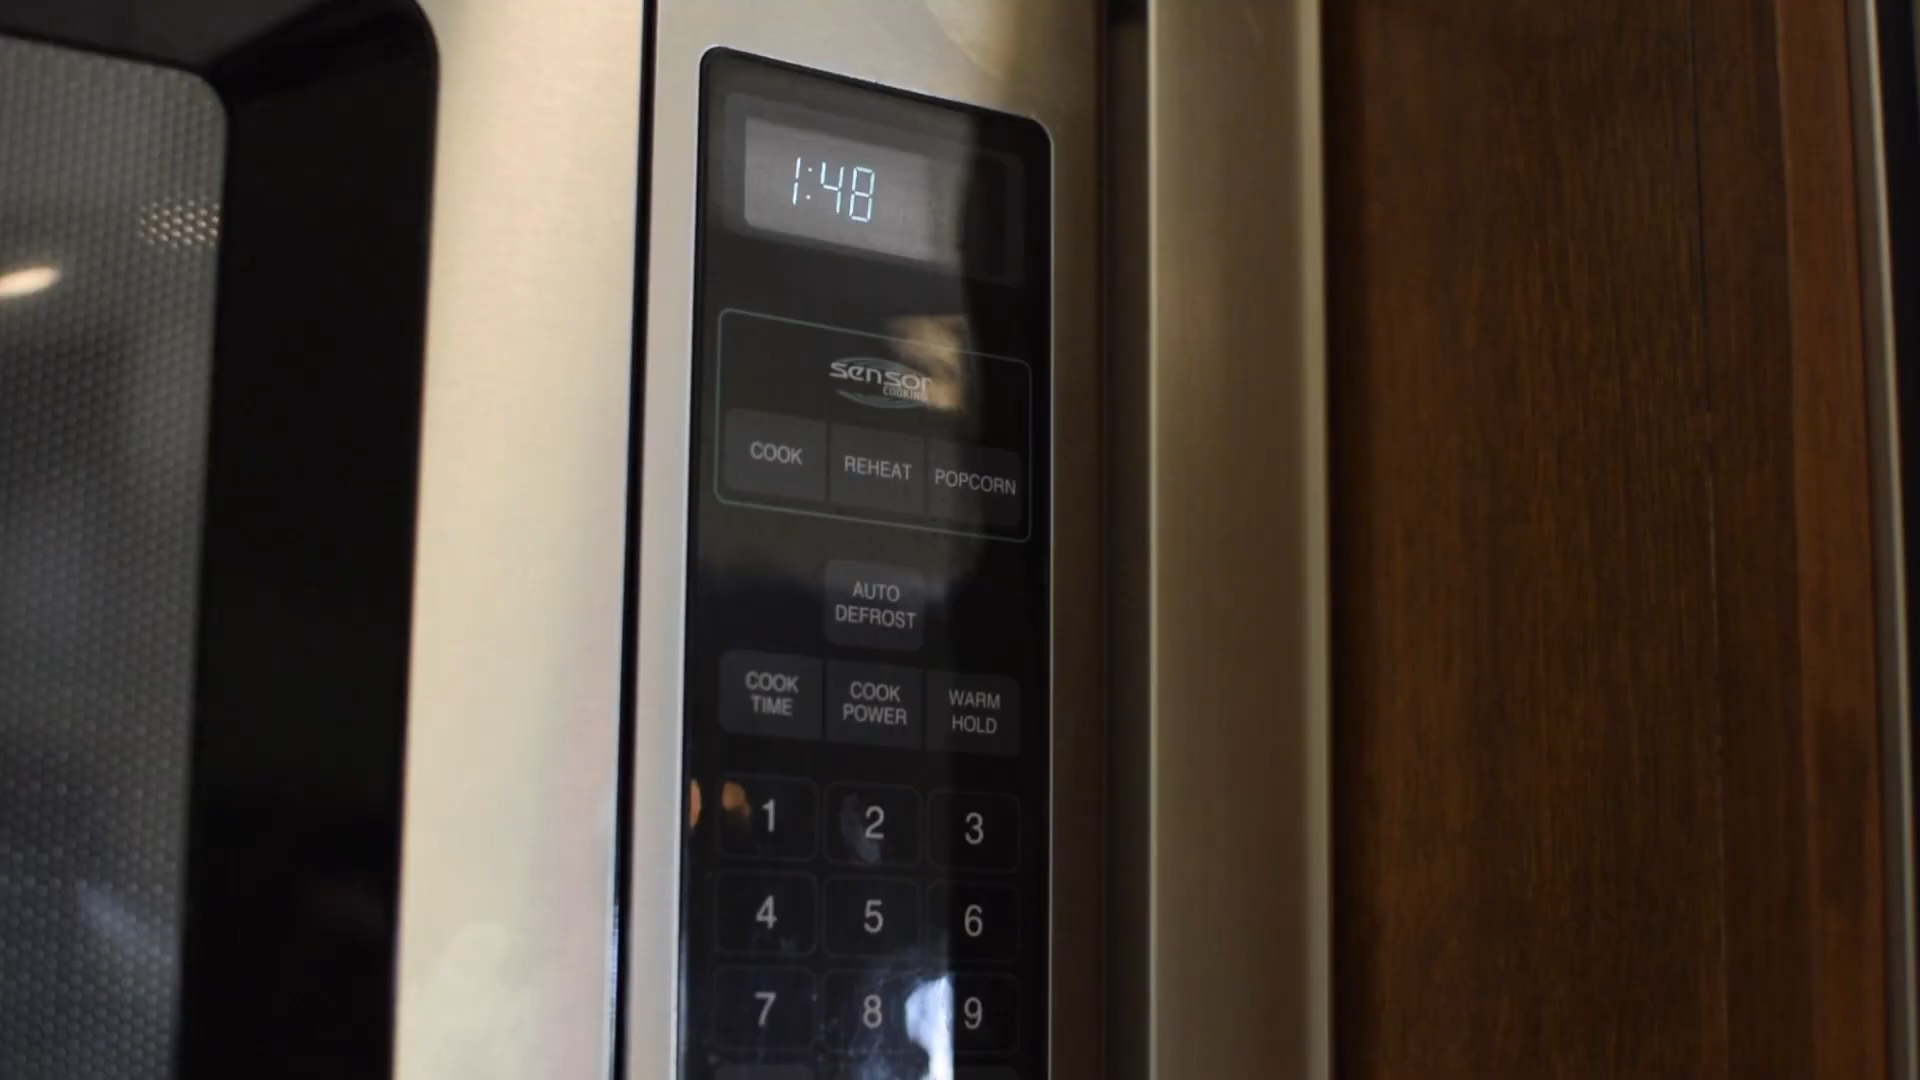 1:48
sensor
COOKING
COOK REHEAT POPCORN
AUTO
DEFROST
COOK TIME COOK POWER WARM HOLD
1 2 3
4 5 6
7 8 9